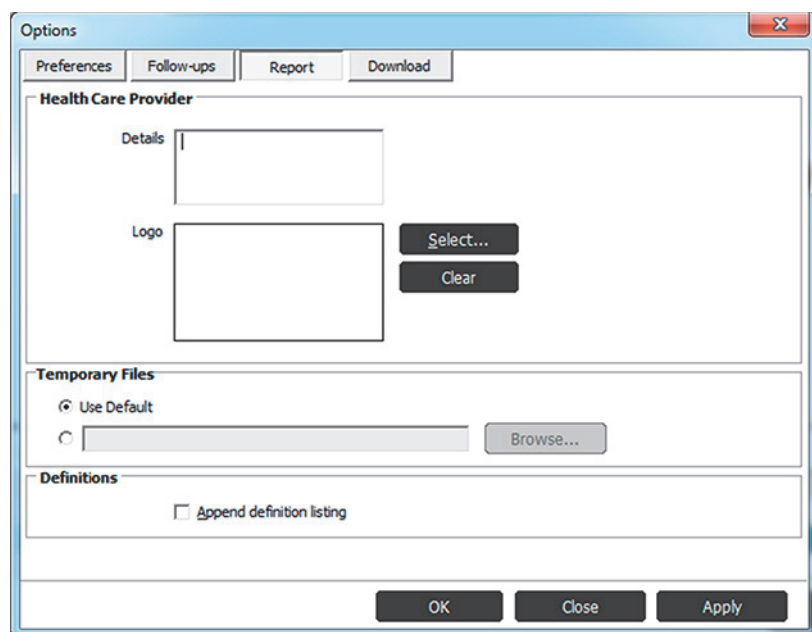 Options
Preferences Follow-ups Report Download
Health Care Provider
Details
Logo
Select...
Clear
Temporary Files
Use Default
Browse...
Definitions
Append definition listing
OK Close Apply